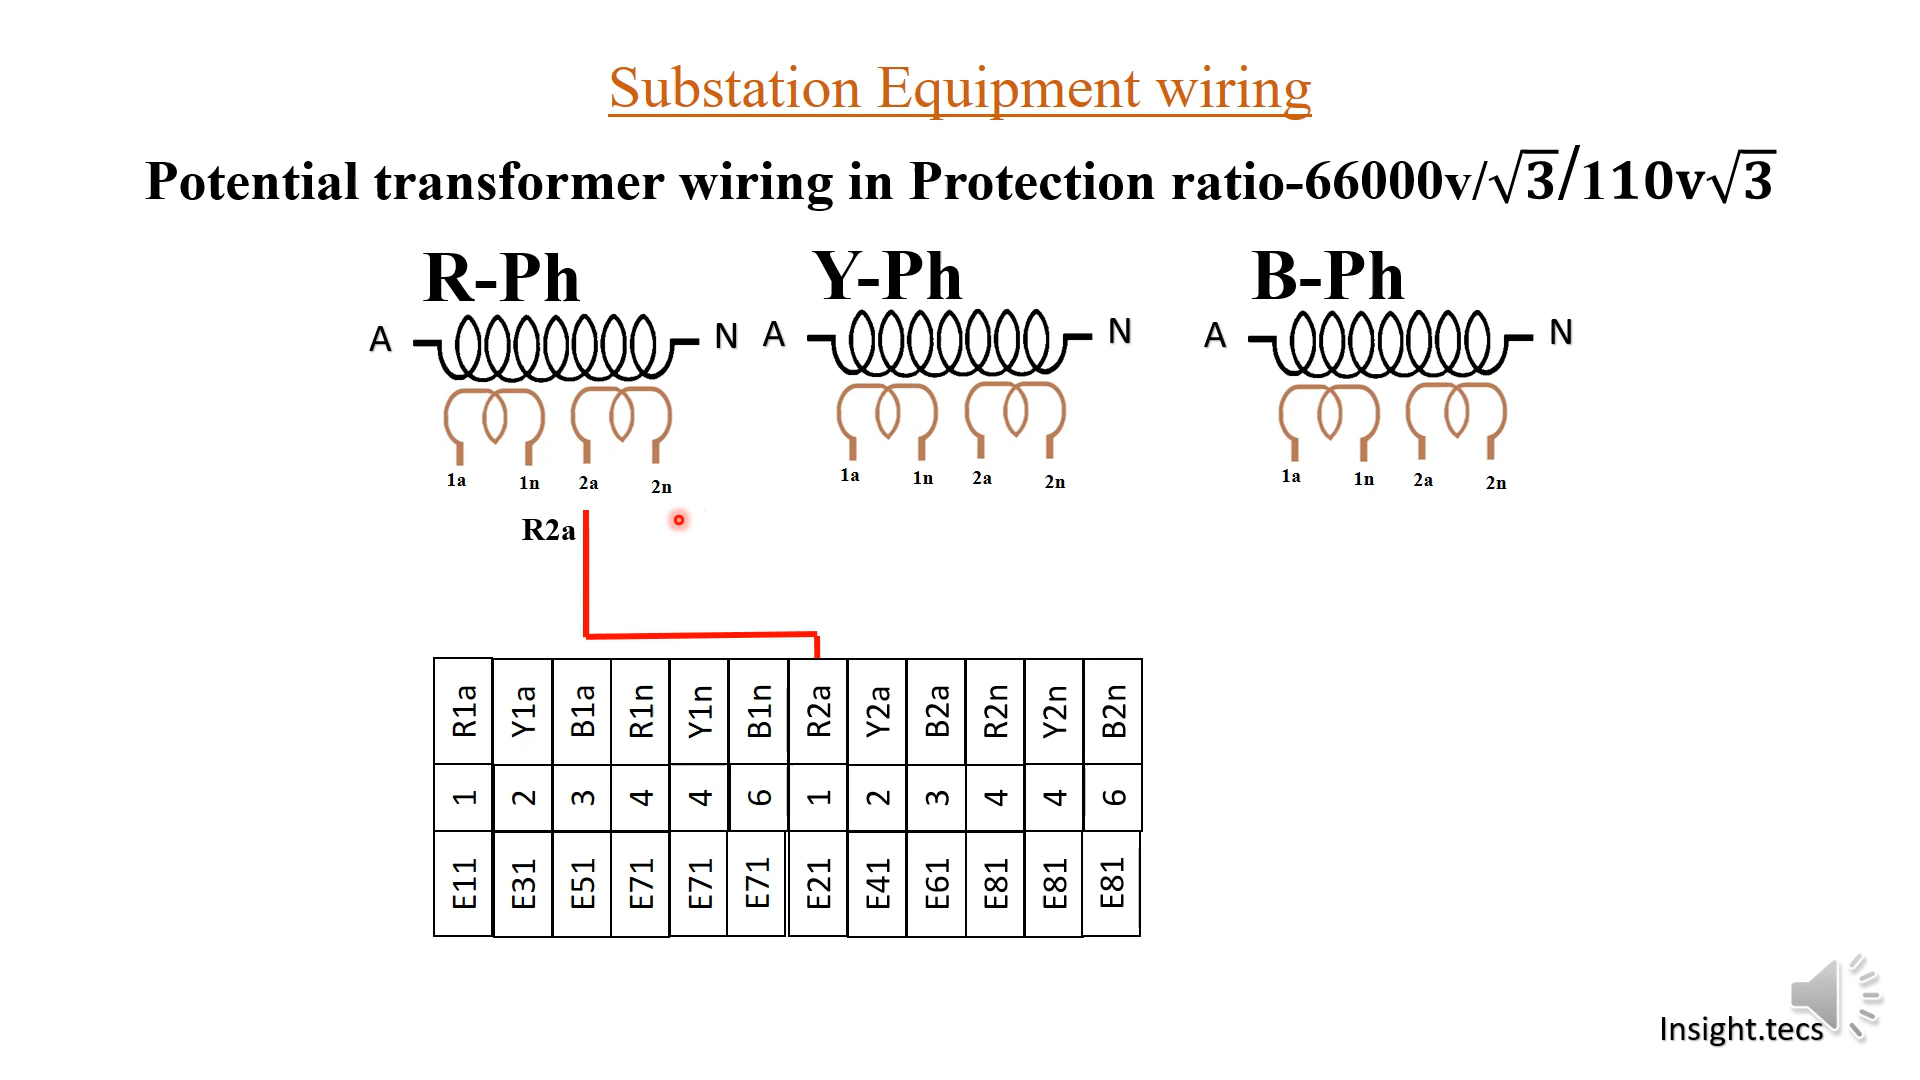 Substation Equipment wiring
Potential transformer wiring in Protection ratio-66000v/√3/110v√3
R-Ph Y-Ph B-Ph
A N A N A N
1a 1n 2a 2n 1a 1n 2a 2n 1a 1n 2a 2n
R2a
R1a Y1a B1a R1n Y1n B1n R2a Y2a B2a R2n Y2n B2n
1 2 3 4 4 6 1 2 3 4 4 6
E11 E31 E51 E71 E71 E71 E21 E41 E61 E81 E81 E81
Insight.tecs